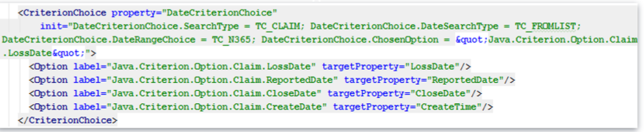 <CriterionChoice property="DateCriterionChoice"
init="DateCriterionChoice.SearchType = TC_CLAIM; DateCriterionChoice.DateSearchType = TC_FROMLIST;
DateCriterionChoice.DateRangeChoice = TC_N365; DateCriterionChoice.ChosenOption = &quot;Java.Criterion.Option.Claim
.LossDate&quot;">
<Option label="Java.Criterion.Option.Claim.LossDate" targetProperty="LossDate"/>
<Option label="Java.Criterion.Option.Claim.ReportedDate" targetProperty="ReportedDate"/>
<Option label="Java.Criterion.Option.Claim.CloseDate" targetProperty="CloseDate"/>
<Option label="Java.Criterion.Option.Claim.CreateDate" targetProperty="CreateTime"/>
</CriterionChoice>